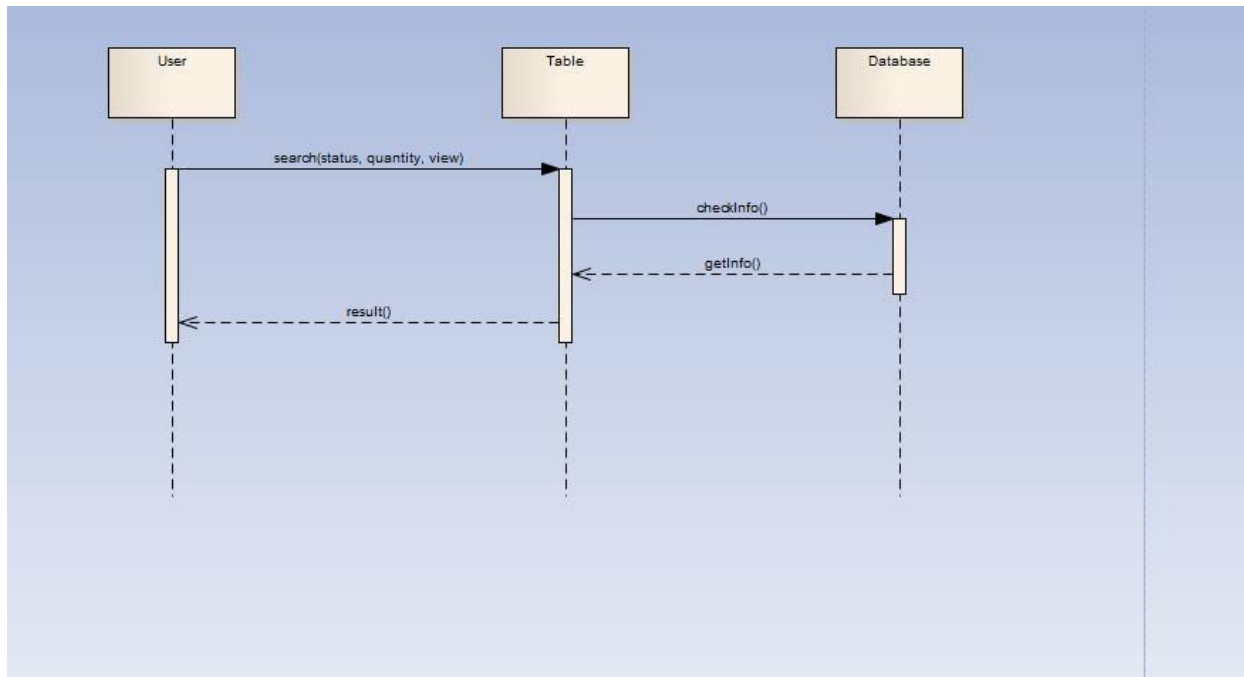 User
Table
Database
search(status, quantity, view)
checkInfo()
getInfo()
result()